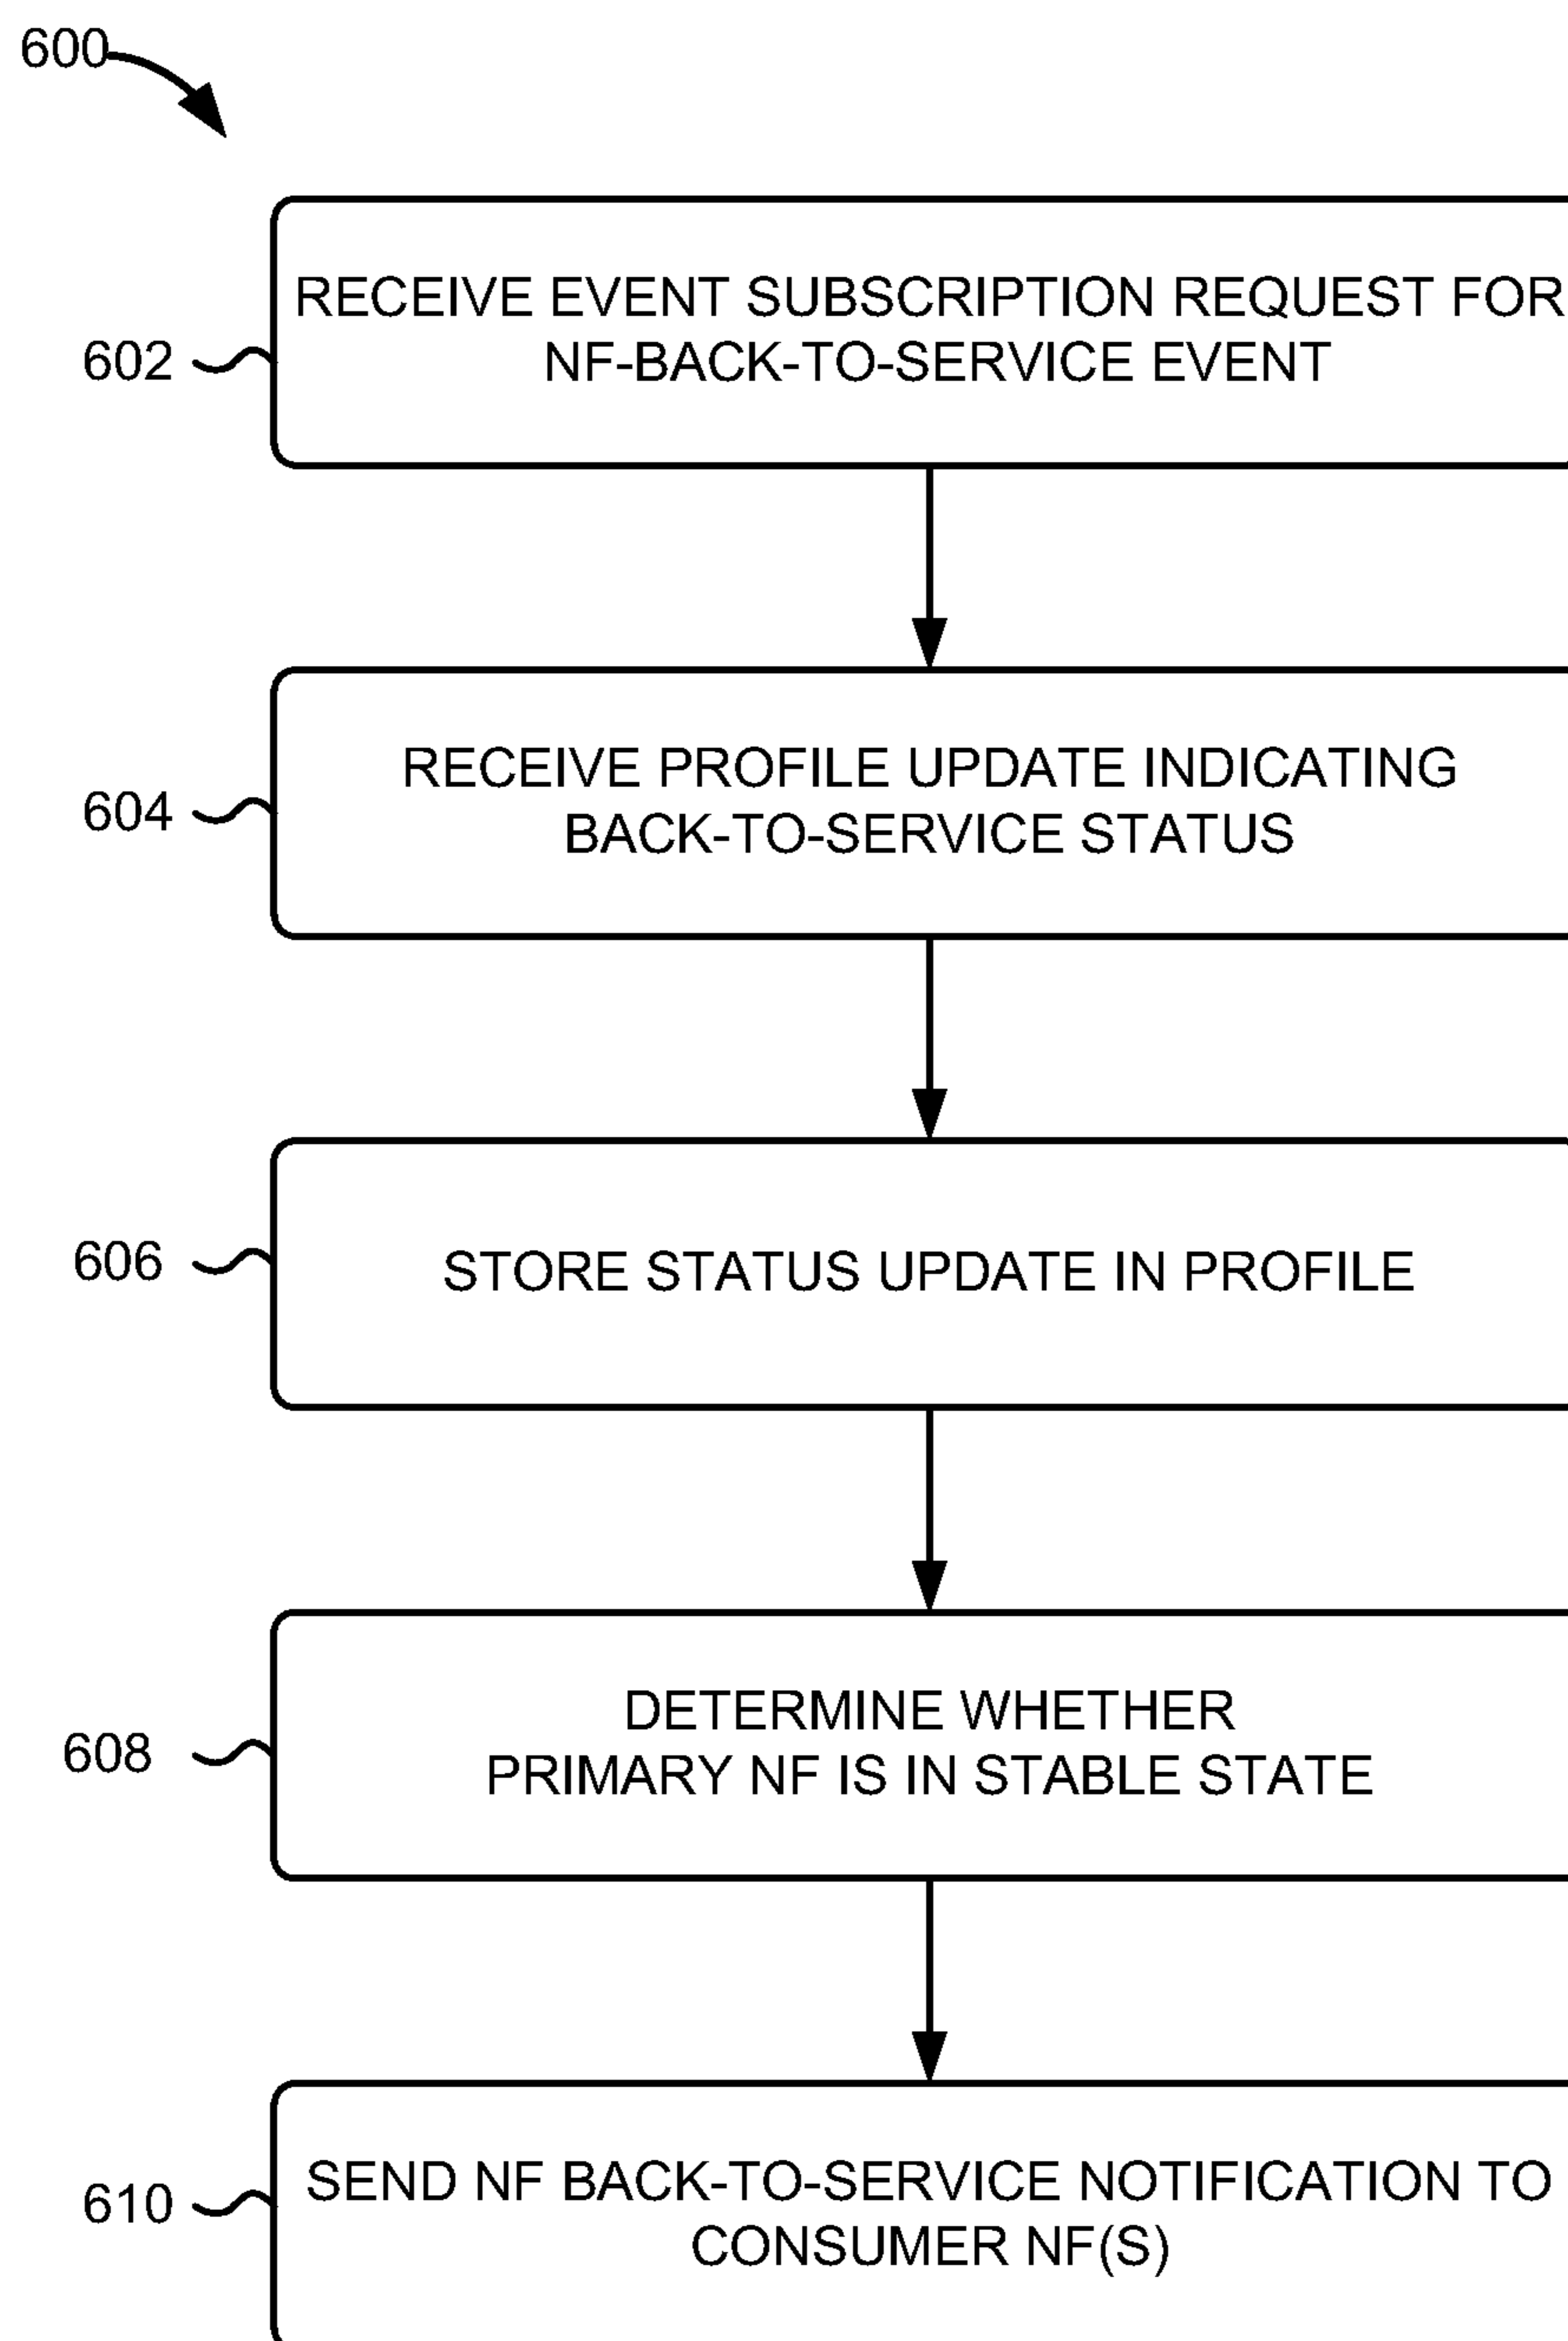 600
RECEIVE EVENT SUBSCRIPTION REQUEST FOR
NF-BACK-TO-SERVICE EVENT
602
RECEIVE PROFILE UPDATE INDICATING
BACK-TO-SERVICE STATUS
604
STORE STATUS UPDATE IN PROFILE
606
DETERMINE WHETHER
PRIMARY NF IS IN STABLE STATE
608
SEND NF BACK-TO-SERVICE NOTIFICATION TO
CONSUMER NF(S)
610